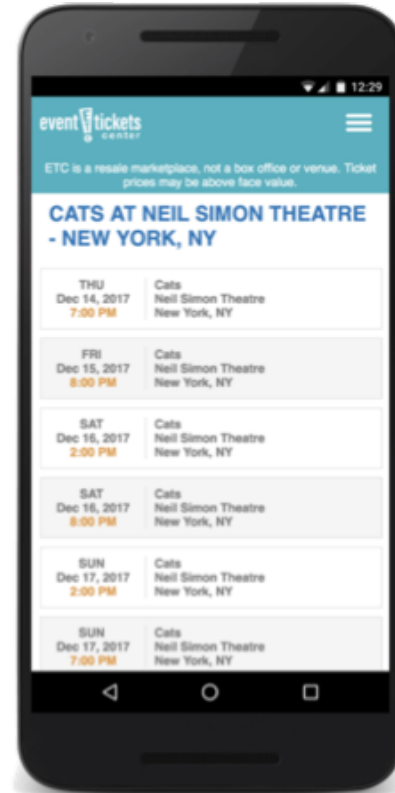 12:29
event tickets
center
ETC is a resale marketplace, not a box office or venue. Ticket
prices may be above face value.
CATS AT NEIL SIMON THEATRE
- NEW YORK, NY
THU
Dec 14, 2017
7:00 PM
Cats
Neil Simon Theatre
New York, NY
FRI
Dec 15, 2017
8:00 PM
Cats
Neil Simon Theatre
New York, NY
SAT
Dec 16, 2017
2:00 PM
Cats
Neil Simon Theatre
New York, NY
SAT
Dec 16, 2017
8:00 PM
Cats
Neil Simon Theatre
New York, NY
SUN
Dec 17, 2017
2:00 PM
Cats
Neil Simon Theatre
New York, NY
SUN
Dec 17, 2017
7:00 PM
Cats
Neil Simon Theatre
New York, NY